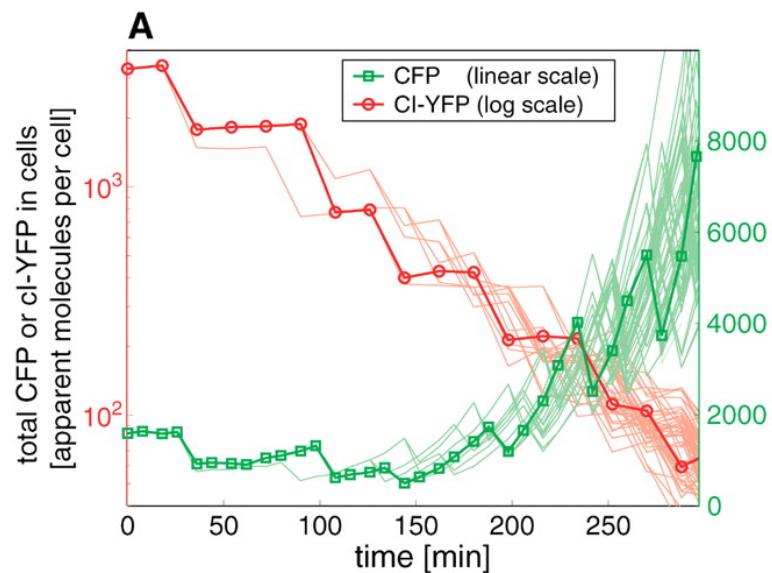 A
CFP (linear scale)
CI-YFP (log scale)
total CFP or cI-YFP in cells
[apparent molecules per cell]
10³
10²
8000
6000
4000
2000
0
0 50 100 150 200 250
time [min]